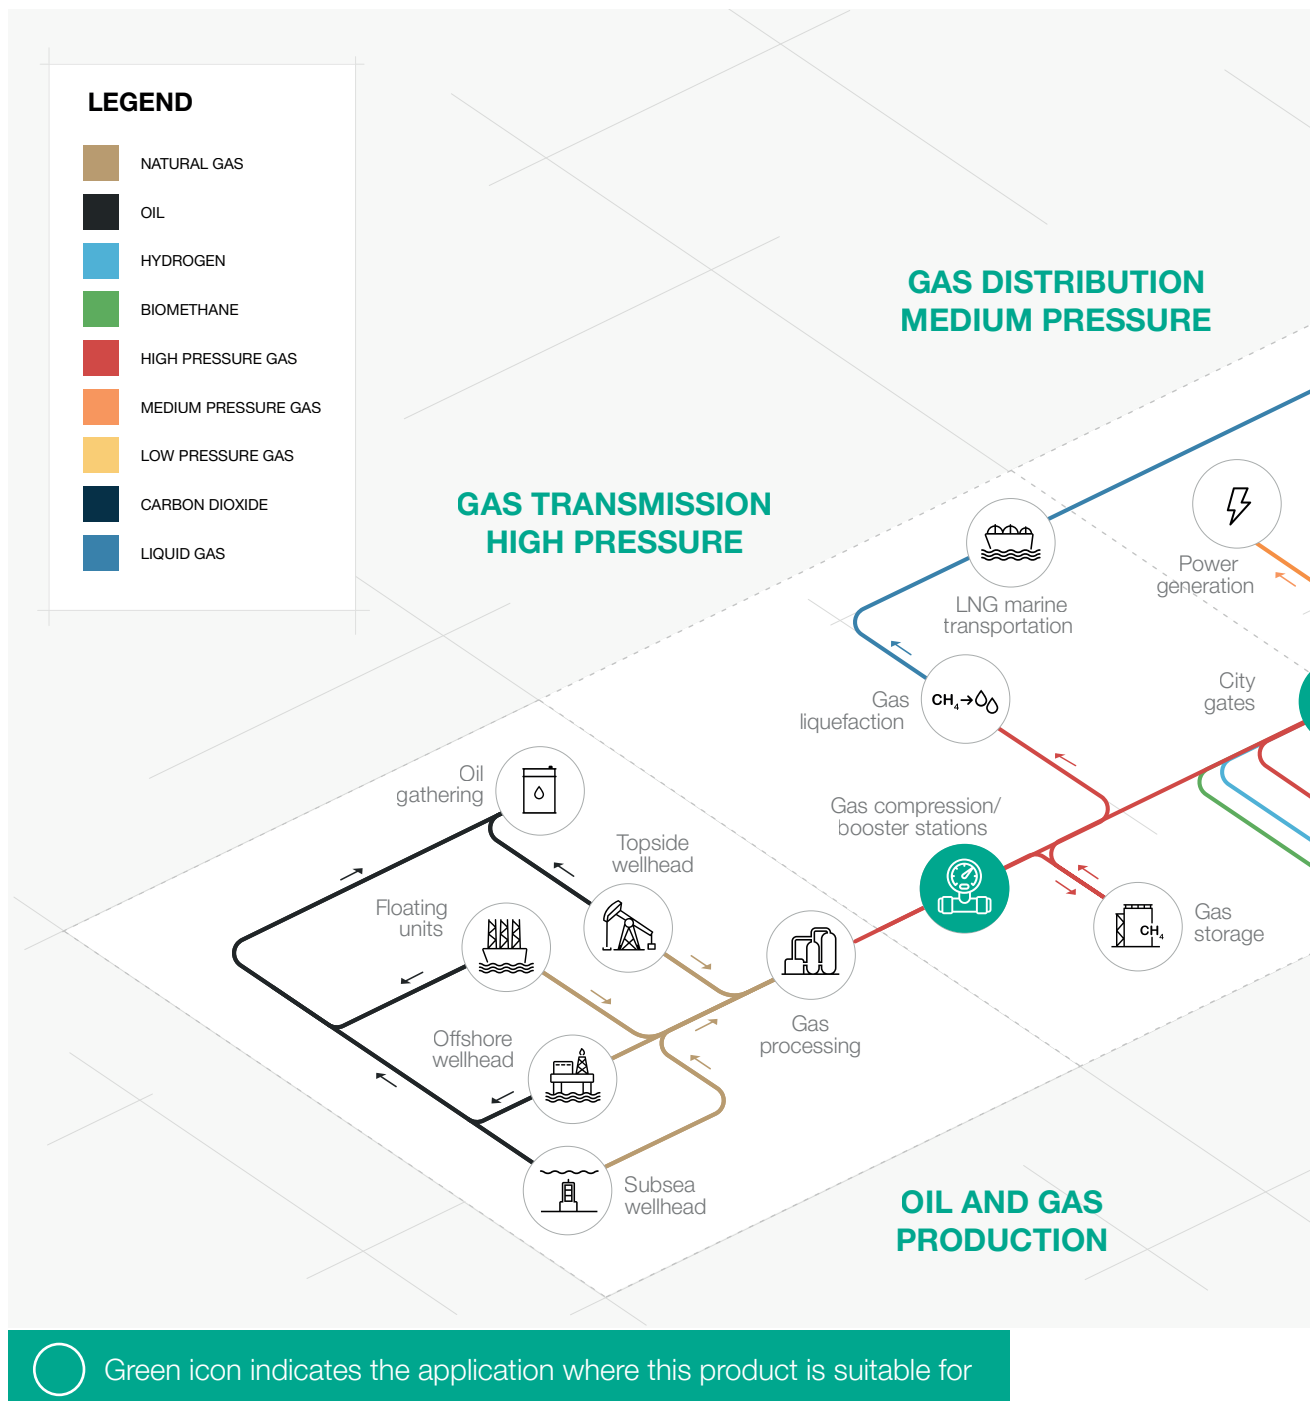 LEGEND
NATURAL GAS
OIL
HYDROGEN
BIOMETHANE
HIGH PRESSURE GAS
MEDIUM PRESSURE GAS
LOW PRESSURE GAS
CARBON DIOXIDE
LIQUID GAS
GAS DISTRIBUTION
MEDIUM PRESSURE
GAS TRANSMISSION
HIGH PRESSURE
Power
generation
LNG marine
transportation
City
gates
Gas
liquefaction
CH₄→
Oil
gathering
Gas compression/
booster stations
Topside
wellhead
Floating
units
Gas
storage
CH₄
Gas
processing
Offshore
wellhead
Subsea
wellhead
OIL AND GAS
PRODUCTION
Green icon indicates the application where this product is suitable for